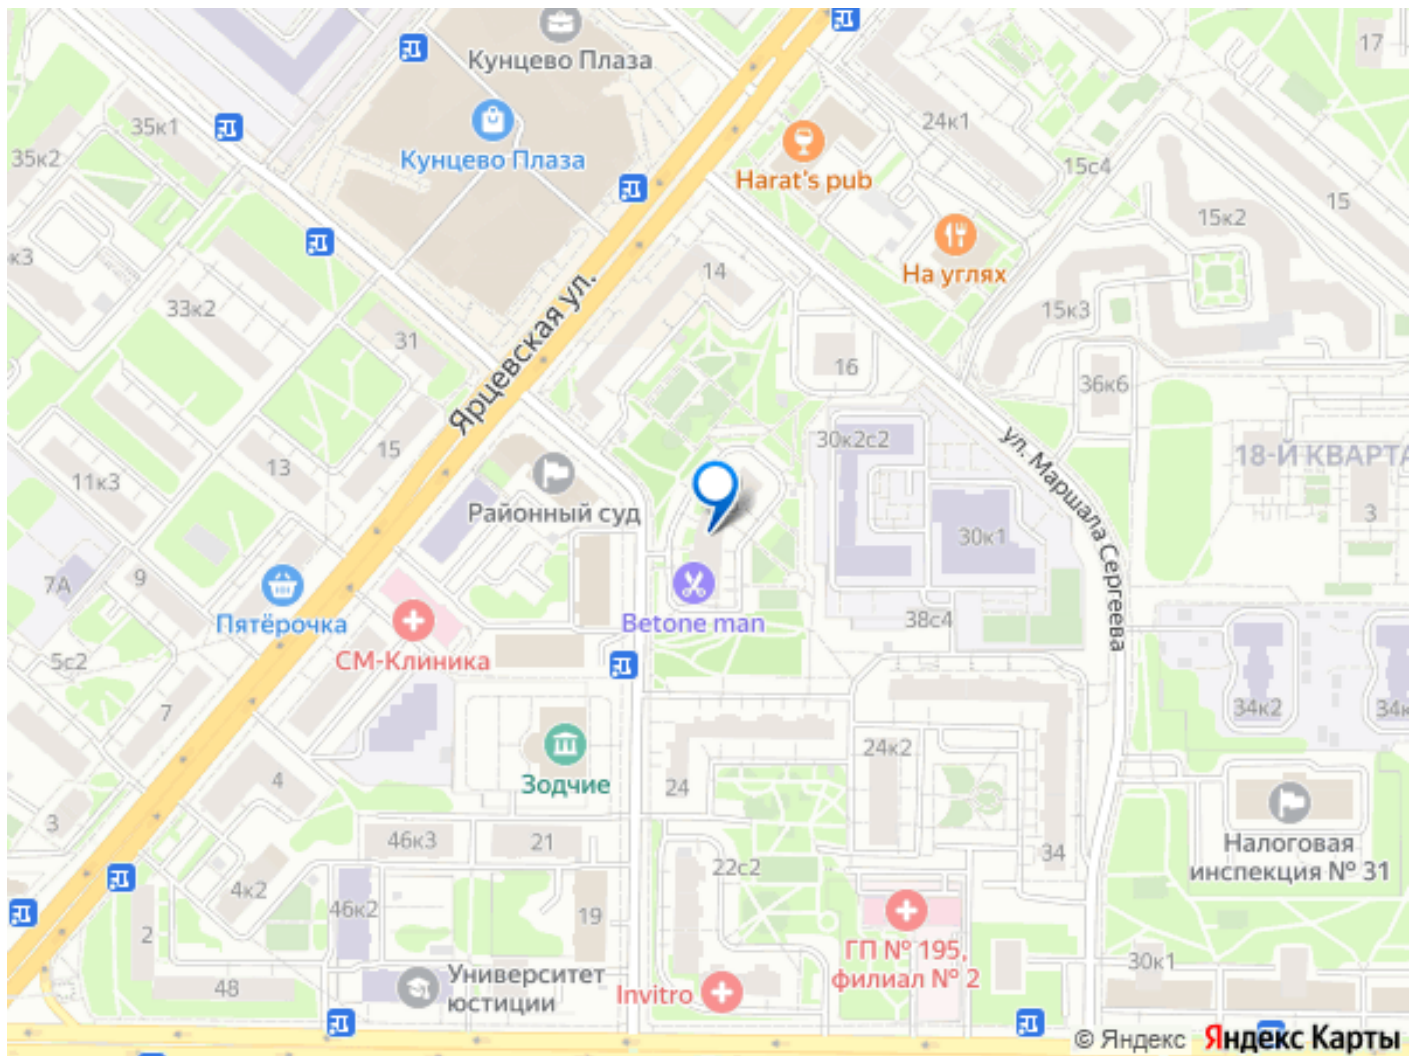 17
Кунцево Плаза
24к1
35к1
35к2
Кунцево Плаза
15с4
Harat's pub
15
15к2
к3
14
На углях
33к2
15к3
31
16
36к6
Ярцевская ул.
30к2с2
ул. Маршала Сергеева
15
13
18-Й КВАРТА
11к3
Районный суд
3
30к1
9
7А
Пятёрочка
Betone man
38с4
СМ-Клиника
5с2
7
34к2
34к
24к2
4
Зодчие
24
3
46к3
21
Налоговая
инспекция № 31
34
22с2
4к2
46к2
19
2
ГП № 195,
филиал № 2
30к1
Университет
юстиции
48
Invitro
© Яндекс Яндекс Карты